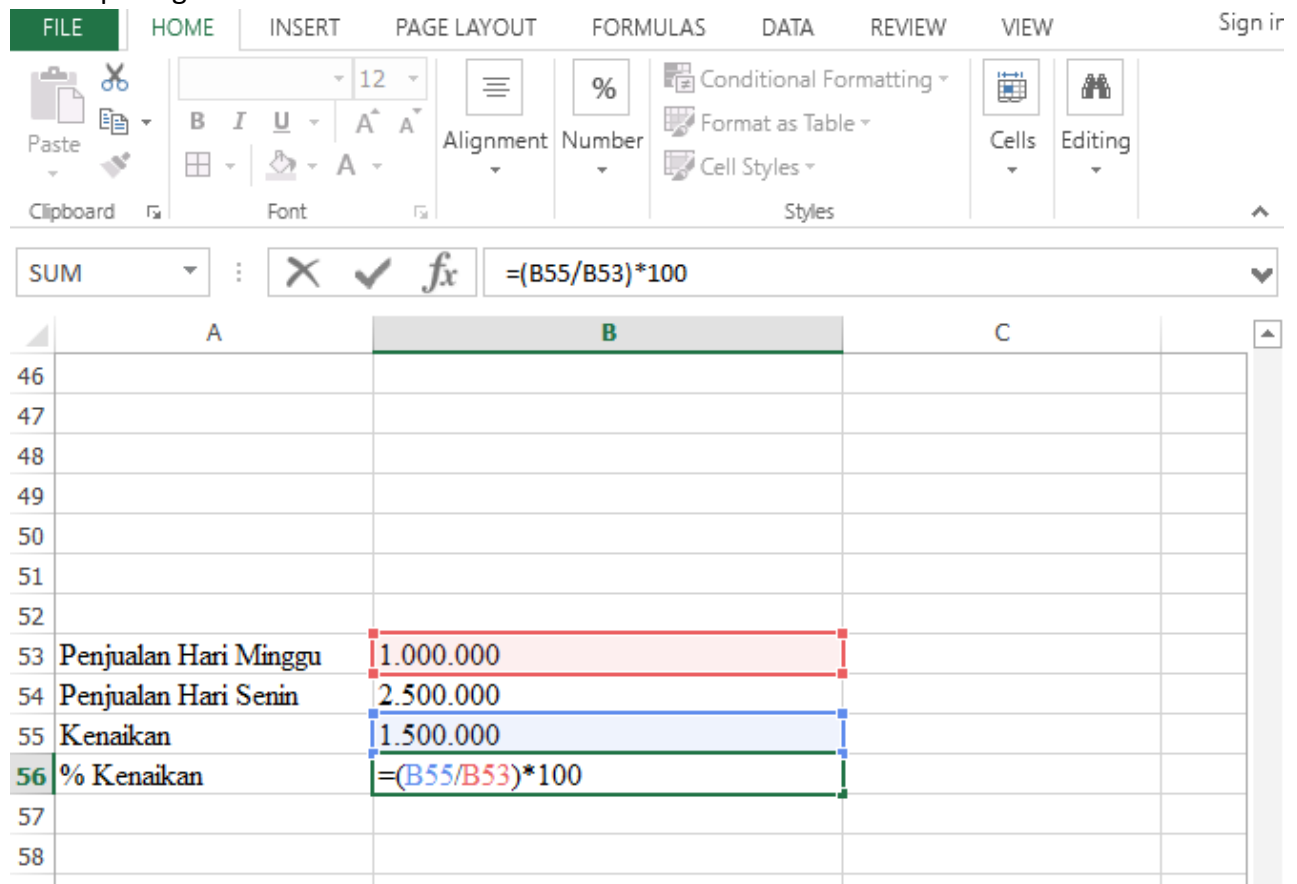 FILE HOME INSERT PAGE LAYOUT FORMULAS DATA REVIEW VIEW Sign in
Paste
Clipboard
12
B I U A A
A
Font
Alignment
%
Number
Conditional Formatting
Format as Table
Cell Styles
Styles
Cells
Editing
SUM fx =(B55/B53)*100
A B C
46
47
48
49
50
51
52
53 Penjualan Hari Minggu 1.000.000
54 Penjualan Hari Senin 2.500.000
55 Kenaikan 1.500.000
56 % Kenaikan =(B55/B53)*100
57
58